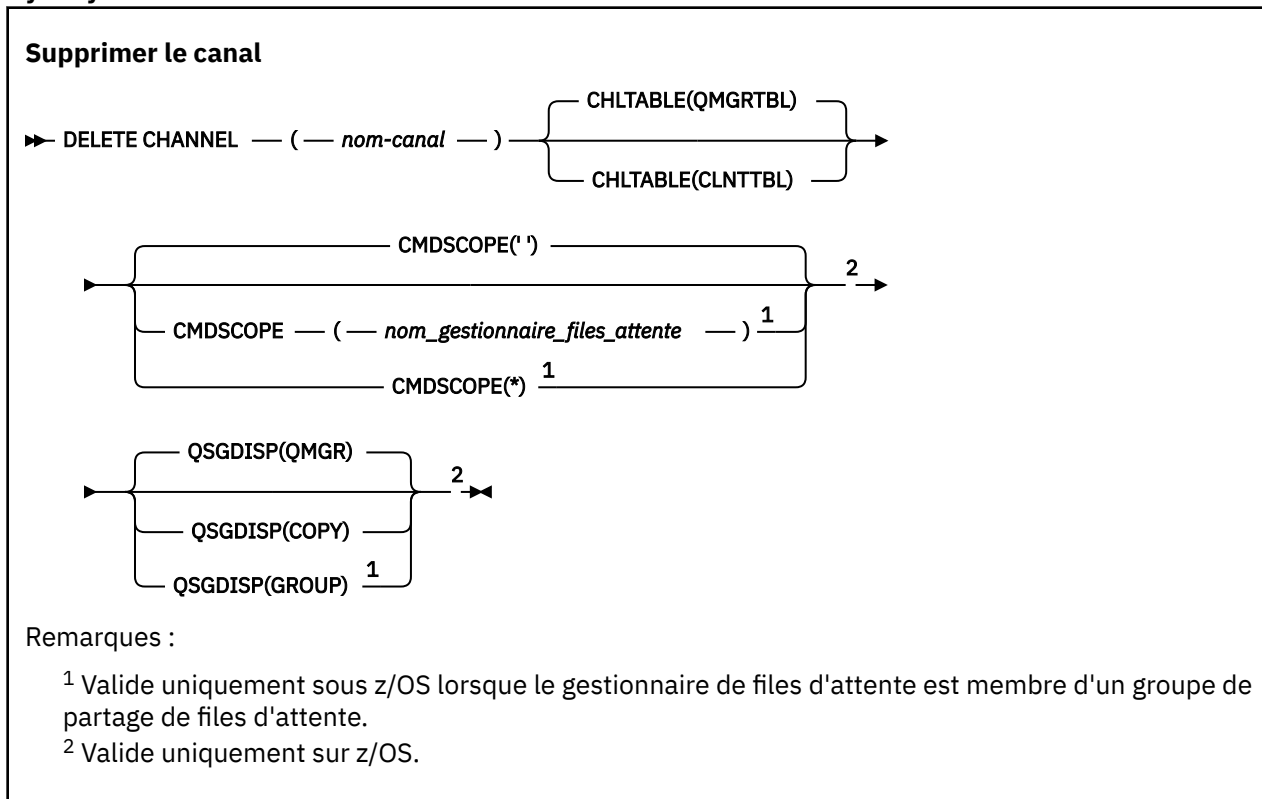 Supprimer le canal
CHLTABLE(QMGRTBL)
DELETE CHANNEL ( nom-canal )
CHLTABLE(CLNTTBL)
CMDSCOPE(' ')
2
CMDSCOPE ( nom_gestionnaire_files_attente ) 1
CMDSCOPE(*) 1
QSGDISP(QMGR)
2
QSGDISP(COPY)
QSGDISP(GROUP) 1
Remarques :
1 Valide uniquement sous z/OS lorsque le gestionnaire de files d'attente est membre d'un groupe de
partage de files d'attente.
2 Valide uniquement sur z/OS.